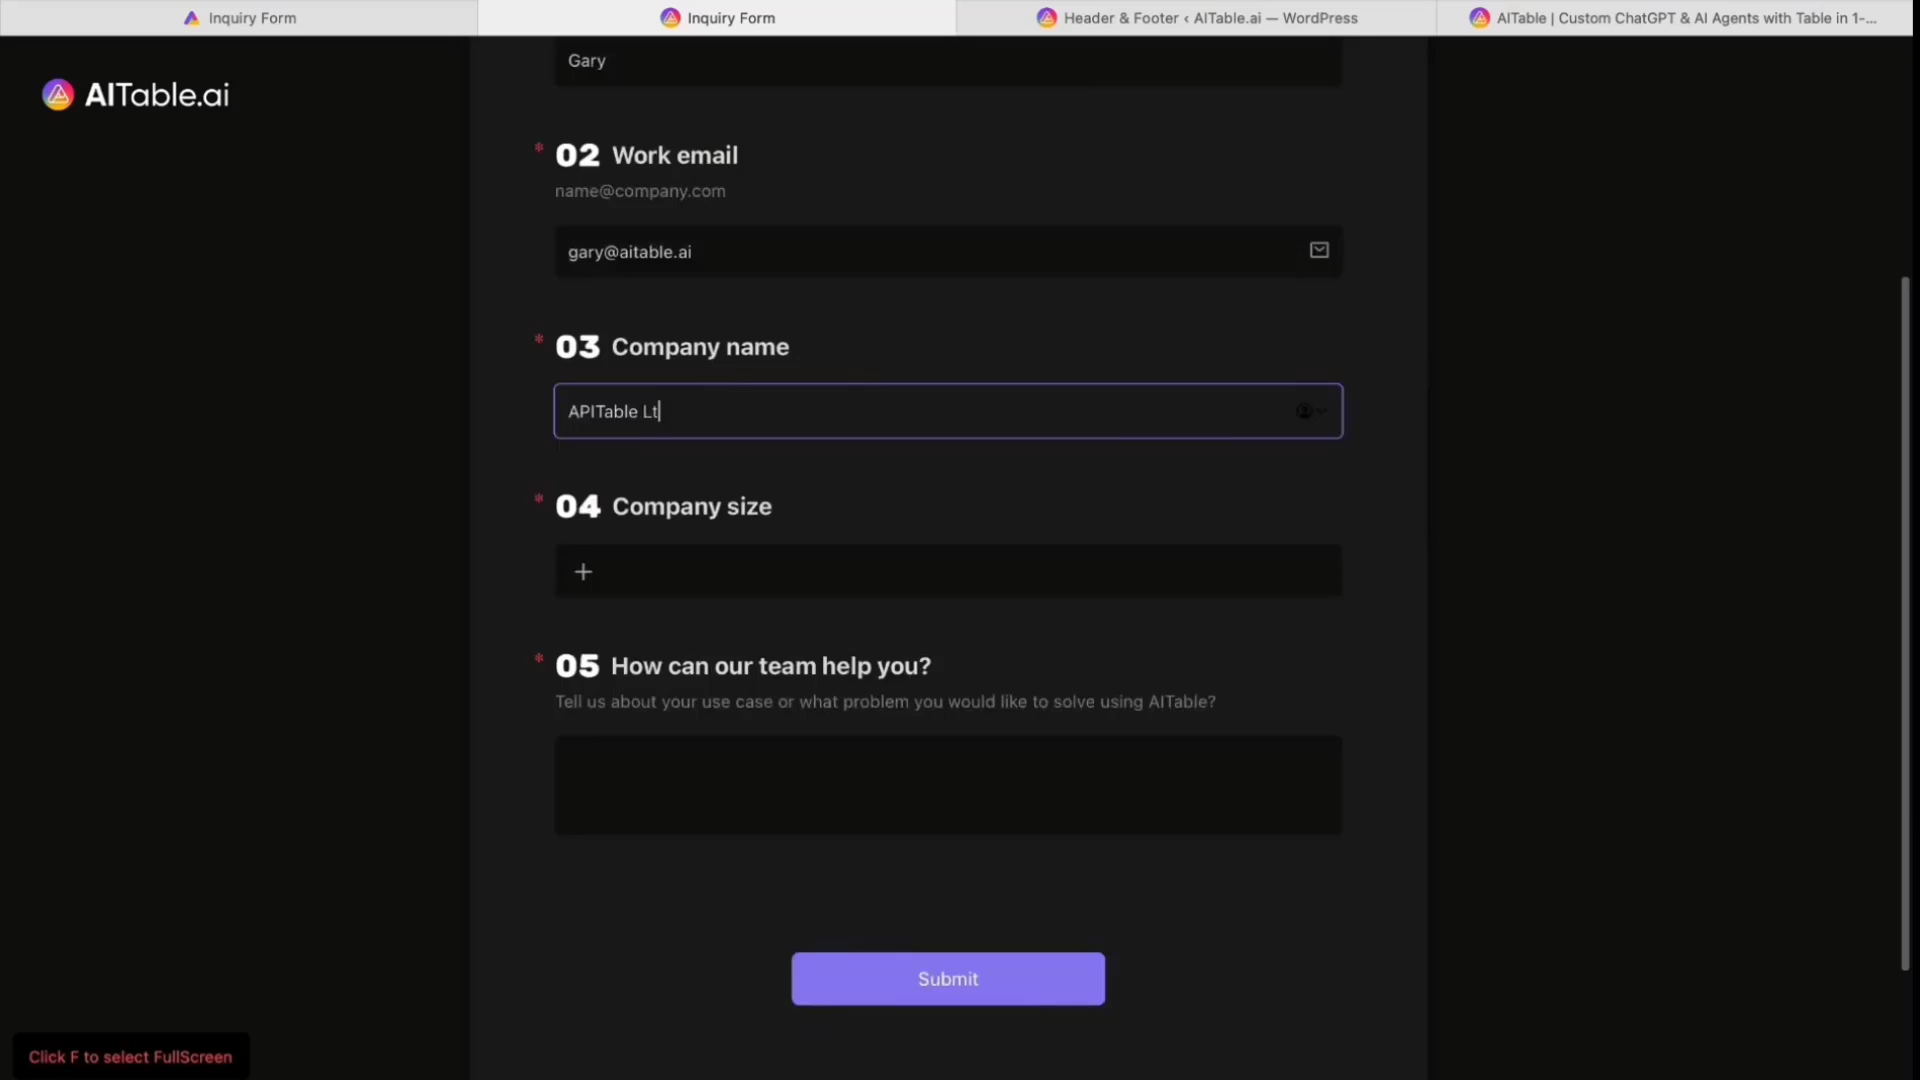 Inquiry Form
Inquiry Form
Header & Footer ‹ AITable.ai — WordPress
AITable | Custom ChatGPT & AI Agents with Table in 1-...
AITable.ai
Gary
* 02 Work email
name@company.com
gary@aitable.ai
* 03 Company name
APITable Lt
* 04 Company size
+
* 05 How can our team help you?
Tell us about your use case or what problem you would like to solve using AITable?
Submit
Click F to select FullScreen